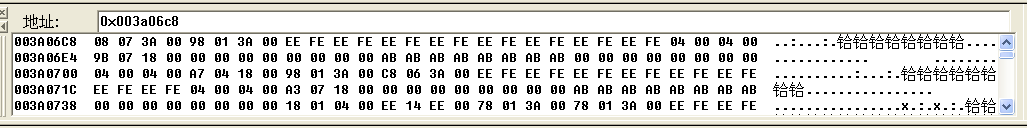 地址: 0x003a06c8
003A06C8 08 07 3A 00 98 01 3A 00 EE FE EE FE EE FE EE FE EE FE EE FE EE FE EE FE 04 00 04 00 ..:...:.铪铪铪铪铪铪铪铪....
003A06E4 9B 07 18 00 00 00 00 00 00 00 00 00 AB AB AB AB AB AB AB AB 00 00 00 00 00 00 00 00 ............ ........
003A0700 04 00 04 00 A7 04 18 00 98 01 3A 00 C8 06 3A 00 EE FE EE FE EE FE EE FE EE FE EE FE ..........:...:.铪铪铪铪铪铪
003A071C EE FE EE FE 04 00 04 00 A3 07 18 00 00 00 00 00 00 00 00 00 AB AB AB AB AB AB AB AB 铪铪................
003A0738 00 00 00 00 00 00 00 00 18 01 04 00 EE 14 EE 00 78 01 3A 00 78 01 3A 00 EE FE EE FE ................x.:.x.:.铪铪